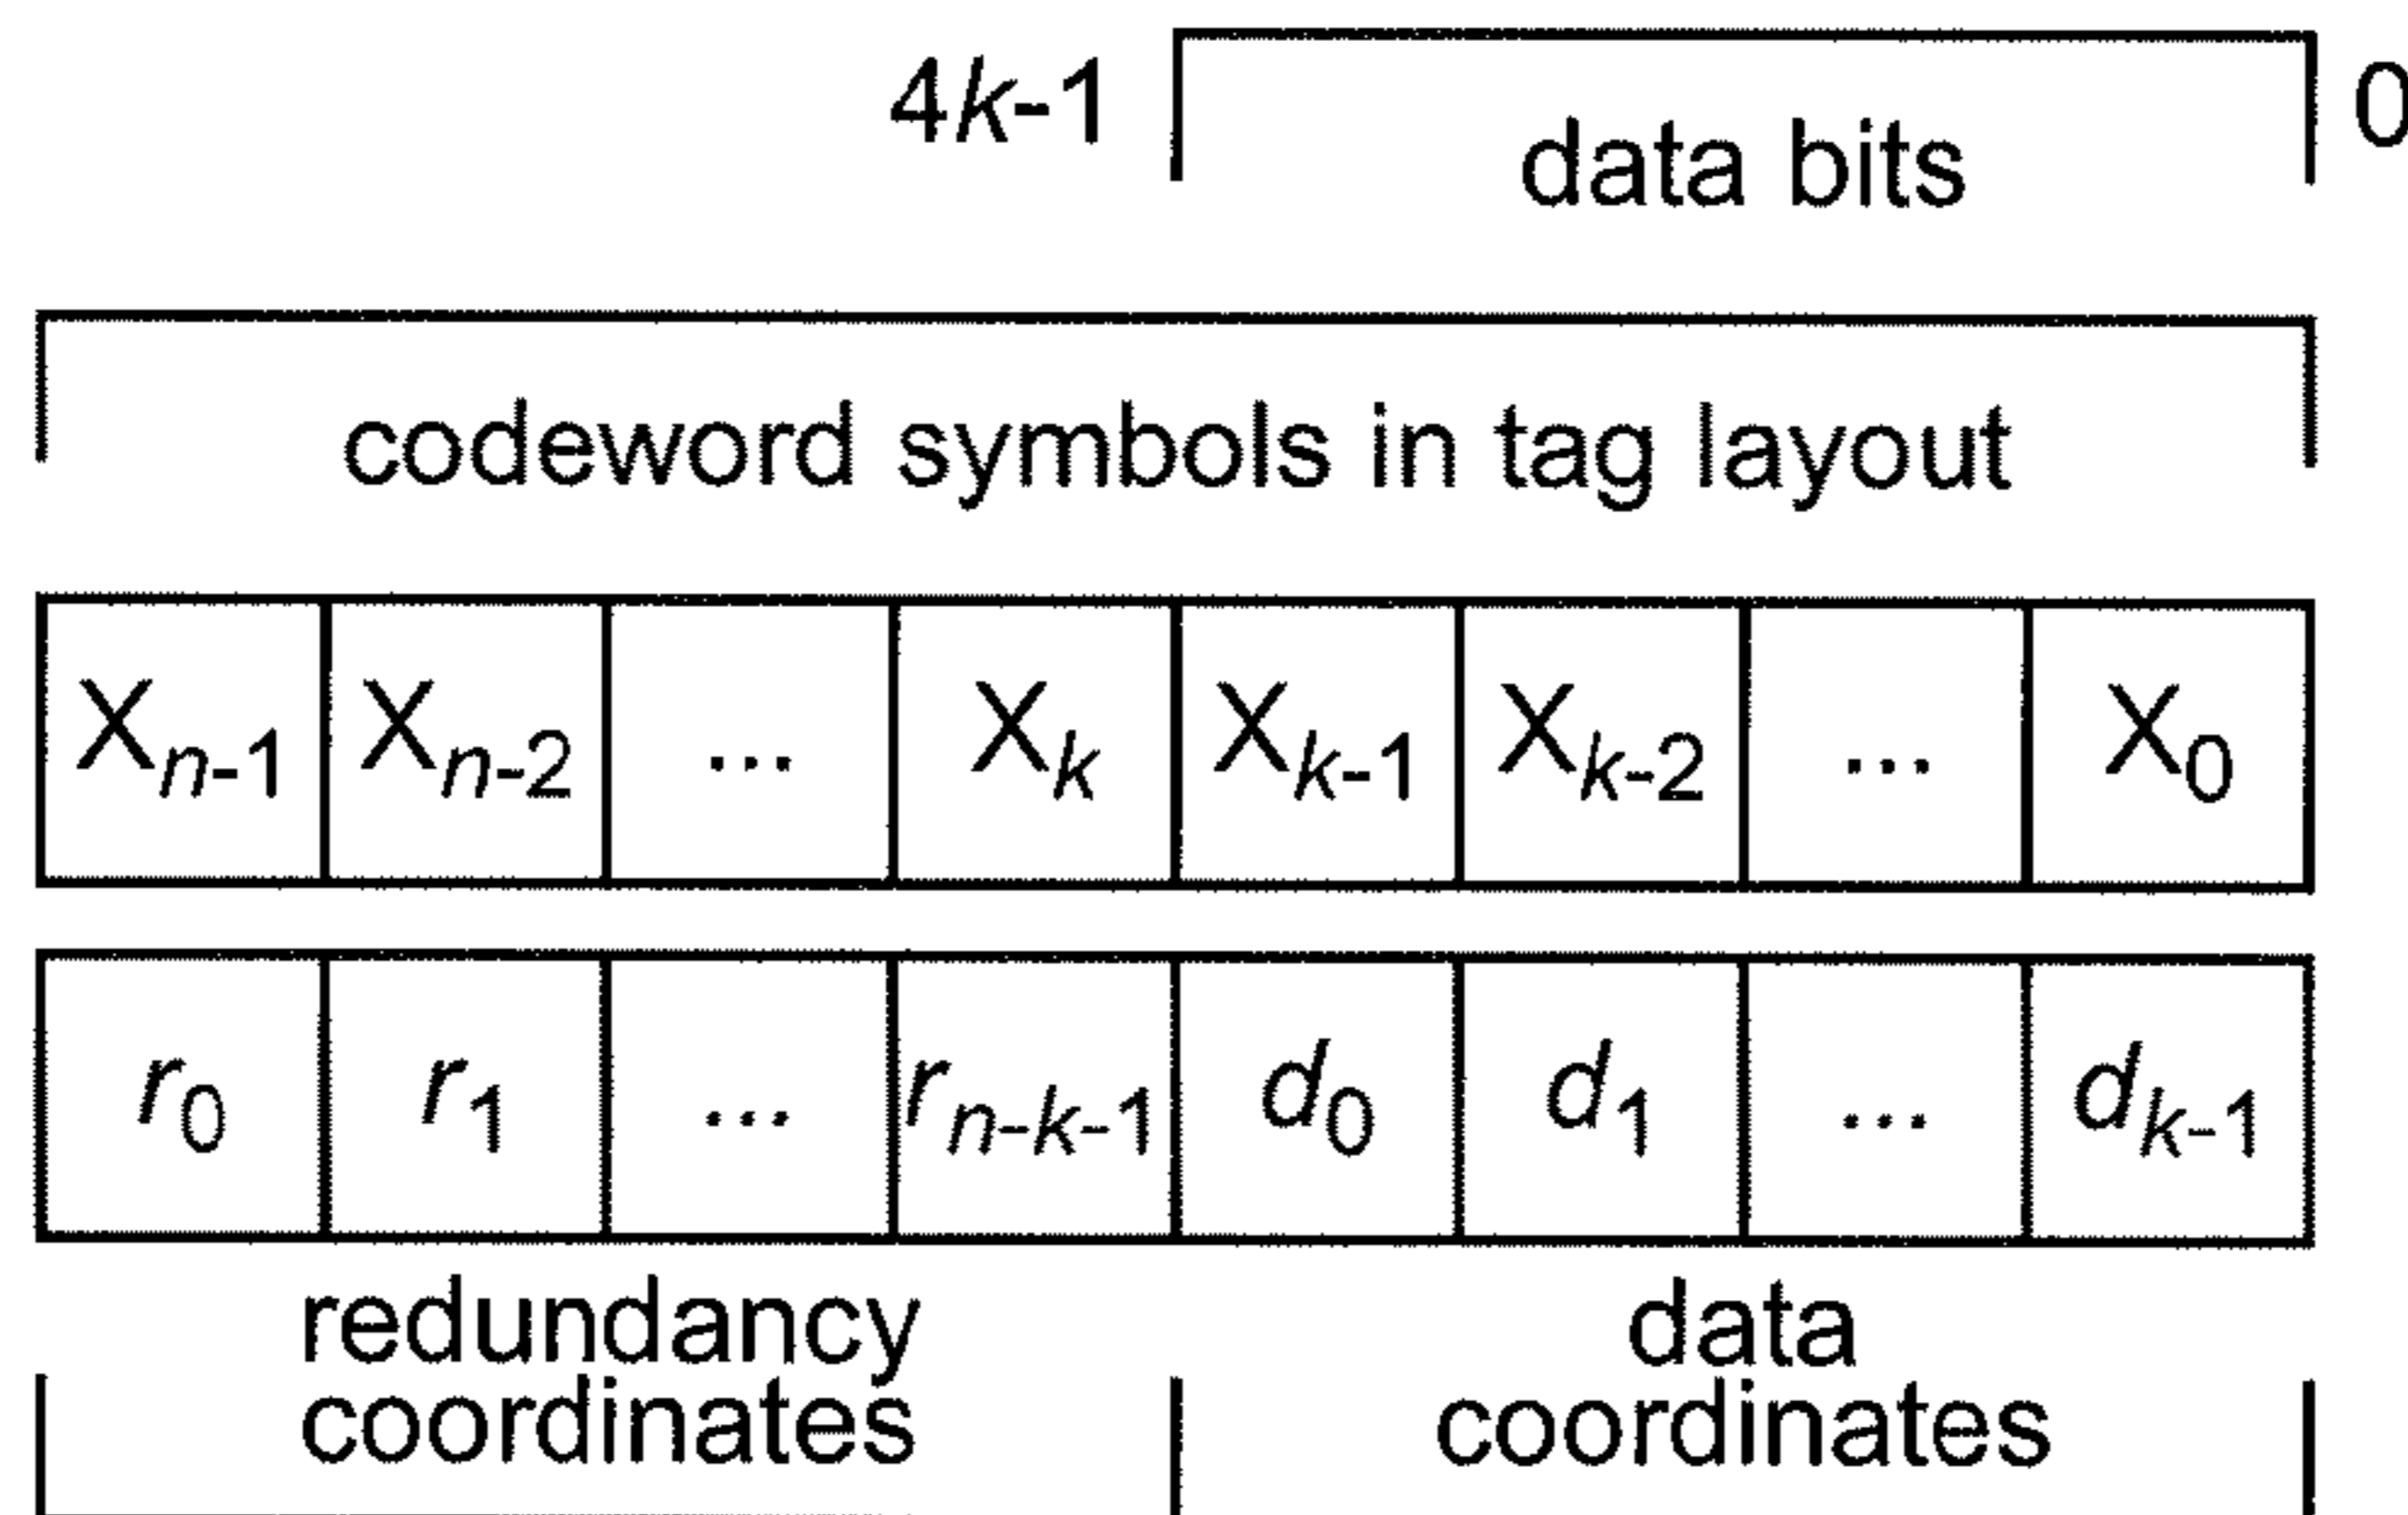 4k-1 data bits 0
codeword symbols in tag layout
Xn-1 Xn-2 ... Xk Xk-1 Xk-2 ... X0
r0 r1 ... rn-k-1 d0 d1 ... dk-1
redundancy data
coordinates coordinates